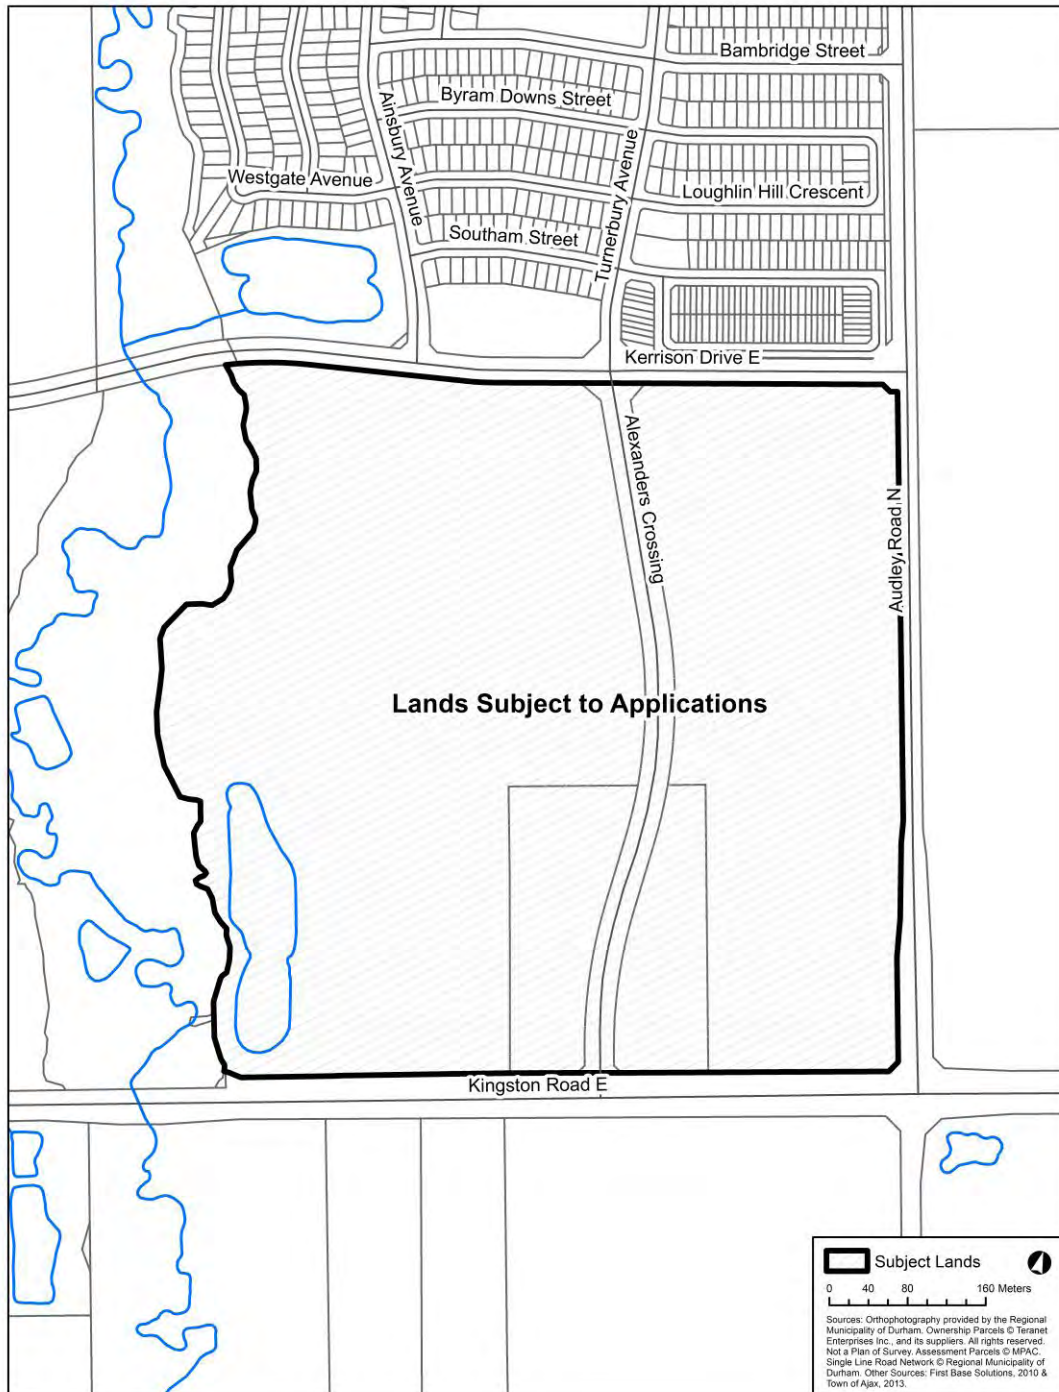 Bambridge Street
Byram Downs Street
Ainsbury Avenue
Turnerbury Avenue
Westgate Avenue
Loughlin Hill Crescent
Southam Street
Kerrison Drive E
Alexanders Crossing
Audley Road N
Lands Subject to Applications
Kingston Road E
Subject Lands
0 40 80 160 Meters
Sources: Orthophotography provided by the Regional
Municipality of Durham. Ownership Parcels © Teranet
Enterprises Inc., and its suppliers. All rights reserved.
Not a Plan of Survey. Assessment Parcels © MPAC.
Single Line Road Network © Regional Municipality of
Durham. Other Sources: First Base Solutions, 2010 &
Town of Ajax, 2013.